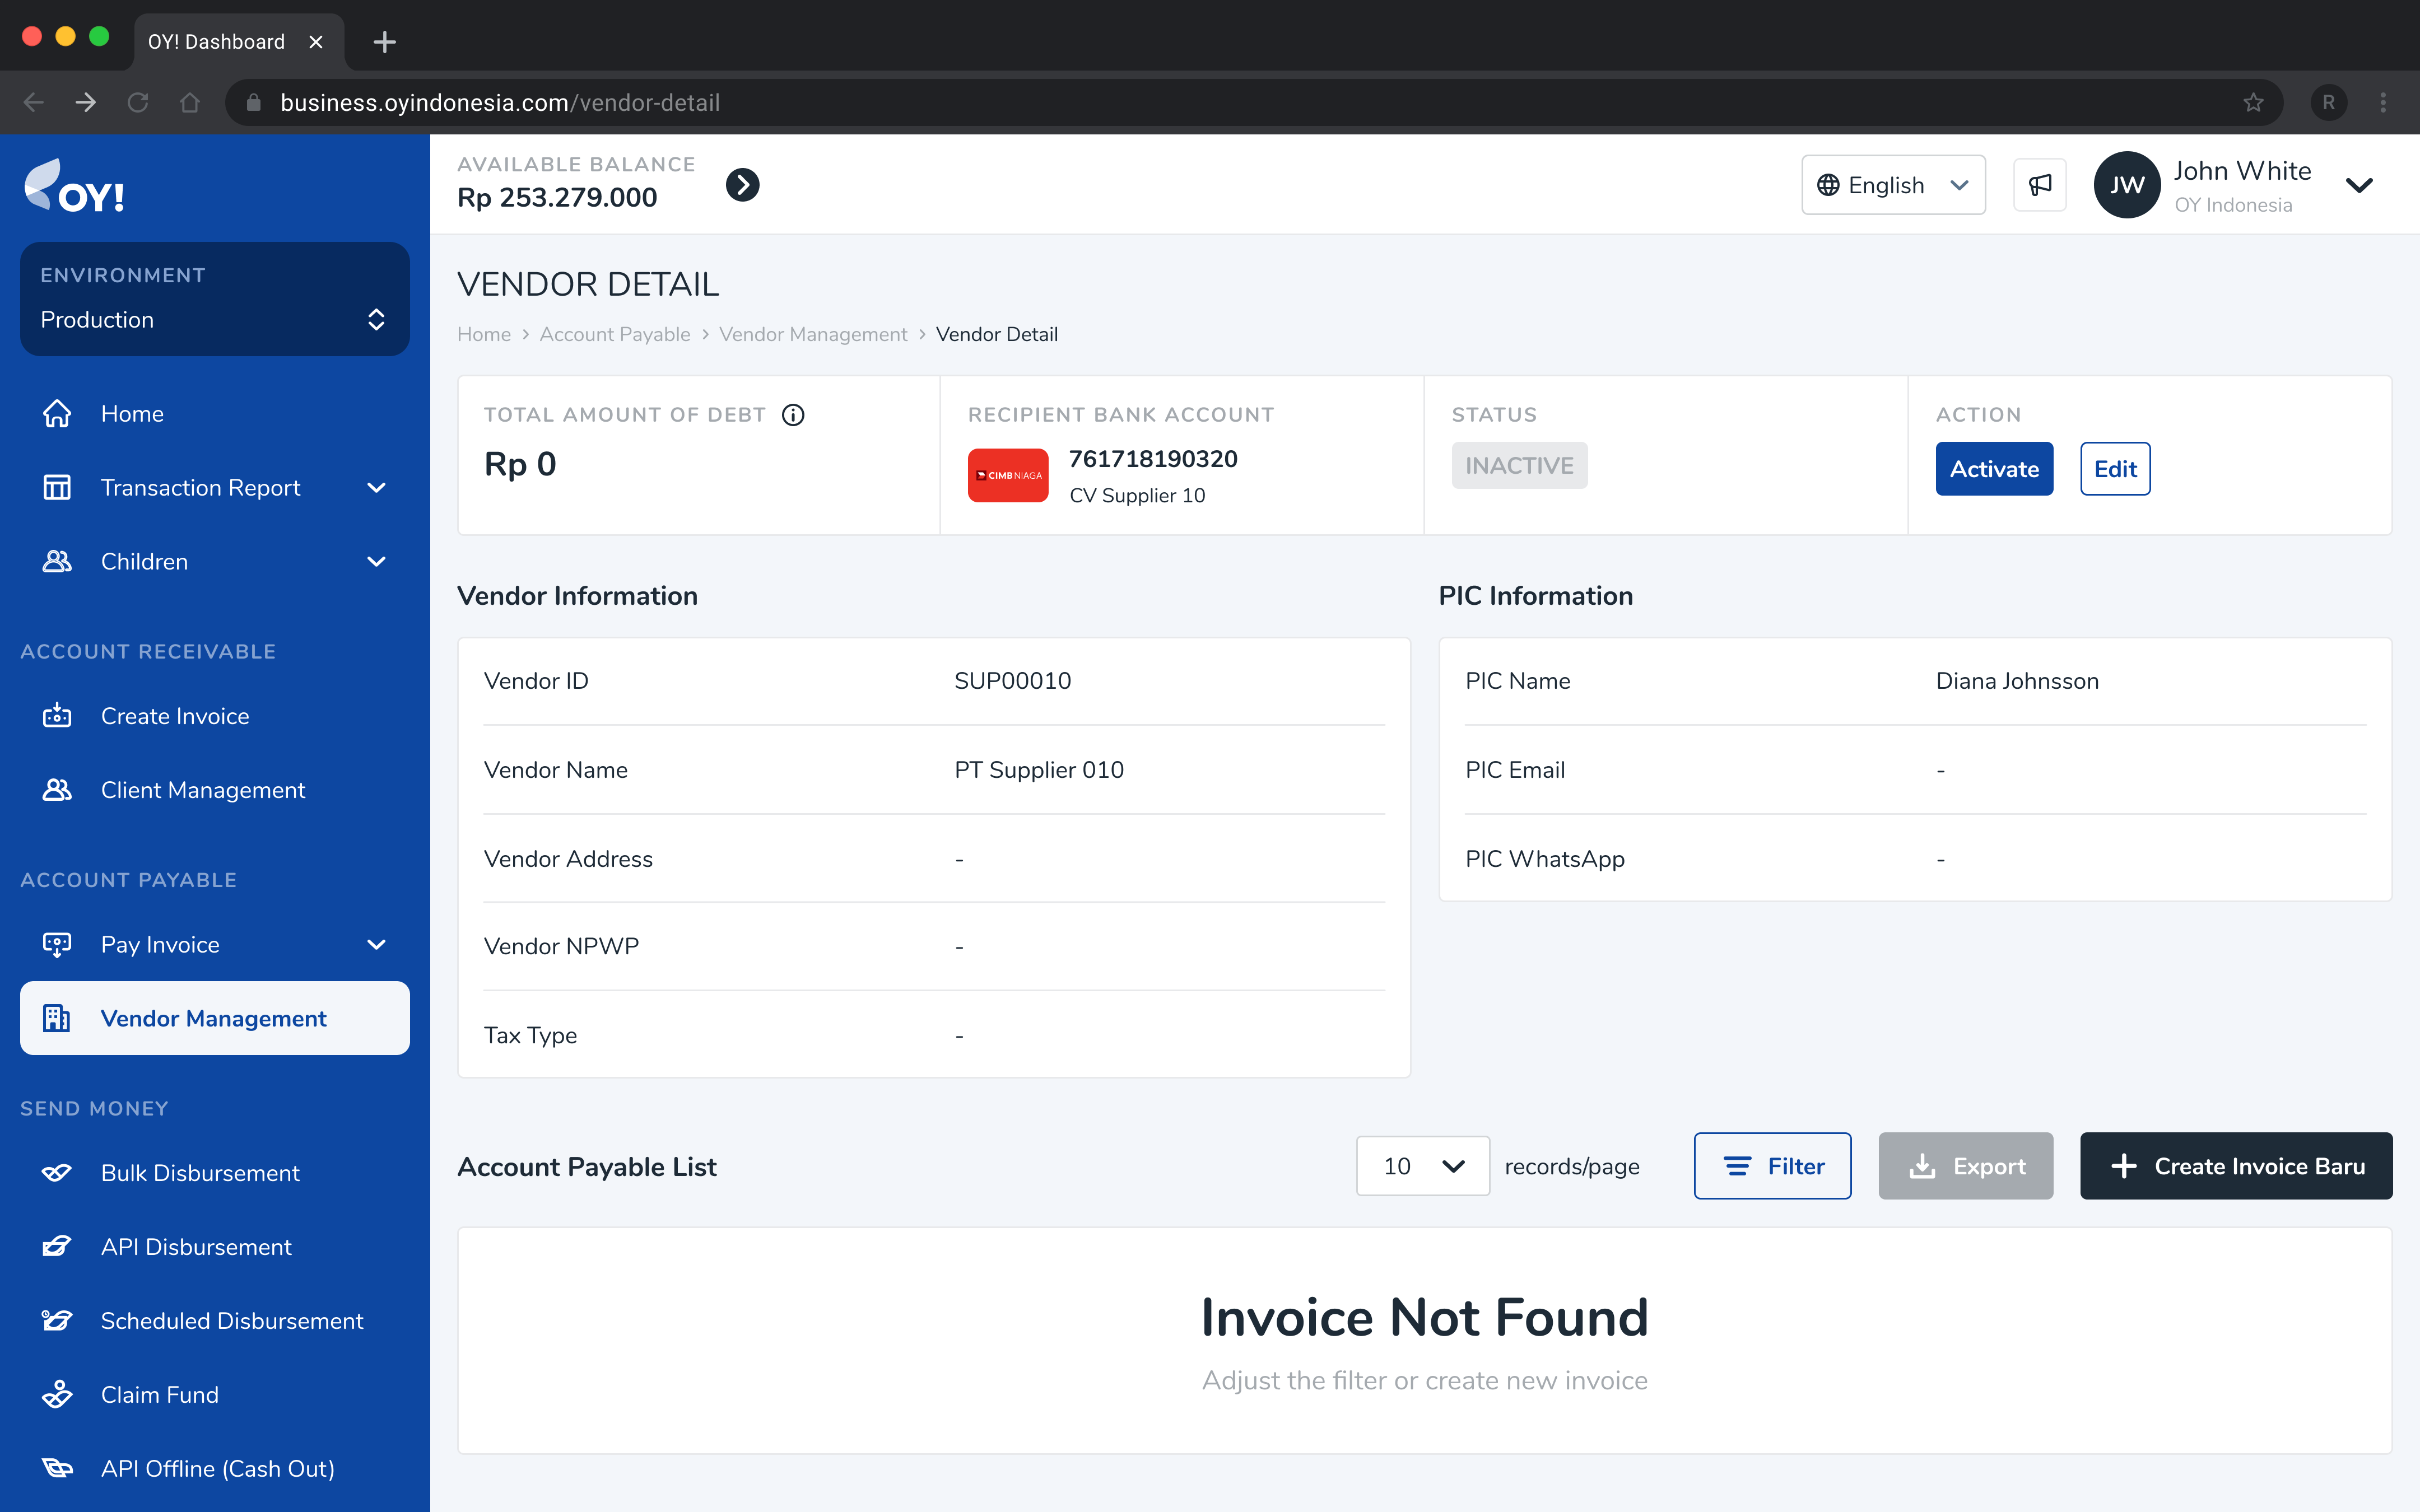 OY! Dashboard
business.oyindonesia.com/vendor-detail
R
OY!
ENVIRONMENT
Production
Home
Transaction Report
Children
ACCOUNT RECEIVABLE
Create Invoice
Client Management
ACCOUNT PAYABLE
Pay Invoice
Vendor Management
SEND MONEY
Bulk Disbursement
API Disbursement
Scheduled Disbursement
Claim Fund
API Offline (Cash Out)
AVAILABLE BALANCE
Rp 253.279.000
English
JW
John White
OY Indonesia
VENDOR DETAIL
Home > Account Payable > Vendor Management > Vendor Detail
TOTAL AMOUNT OF DEBT
Rp 0
RECIPIENT BANK ACCOUNT
CIMB NIAGA
761718190320
CV Supplier 10
STATUS
INACTIVE
ACTION
Activate
Edit
Vendor Information
Vendor ID SUP00010
Vendor Name PT Supplier 010
Vendor Address -
Vendor NPWP -
Tax Type -
PIC Information
PIC Name Diana Johnsson
PIC Email -
PIC WhatsApp -
Account Payable List
10 records/page
Filter
Export
Create Invoice Baru
Invoice Not Found
Adjust the filter or create new invoice